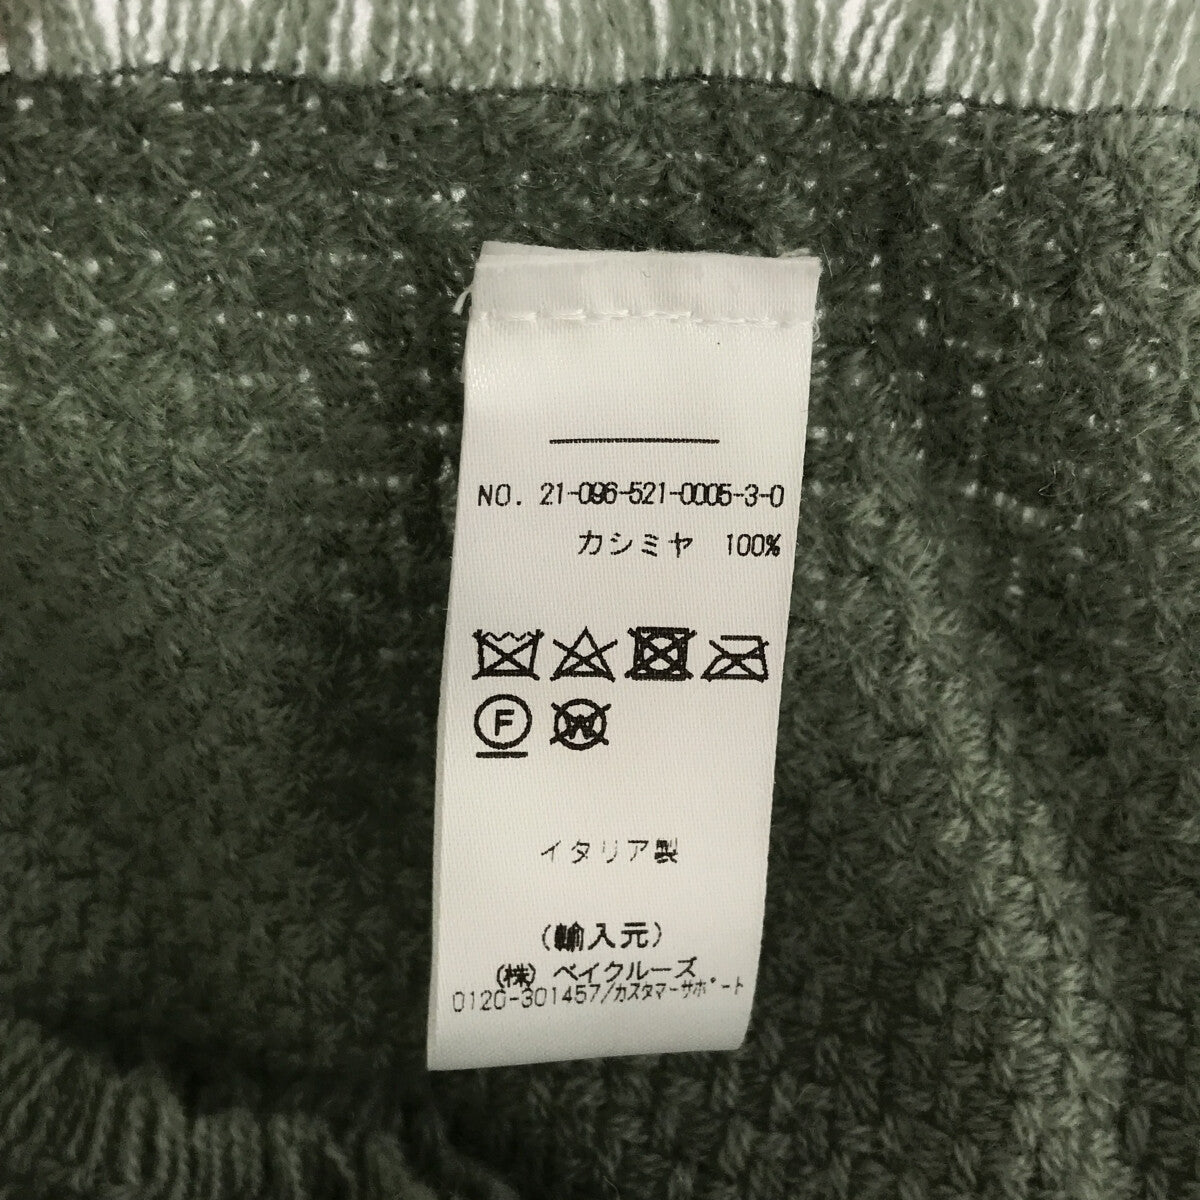 NO. 21-096-521-0005-3-0
カシミヤ 100%
F W
イタリア製
(輸入元)
(株) ベイクルーズ
0120-301457/カスタマーサポート